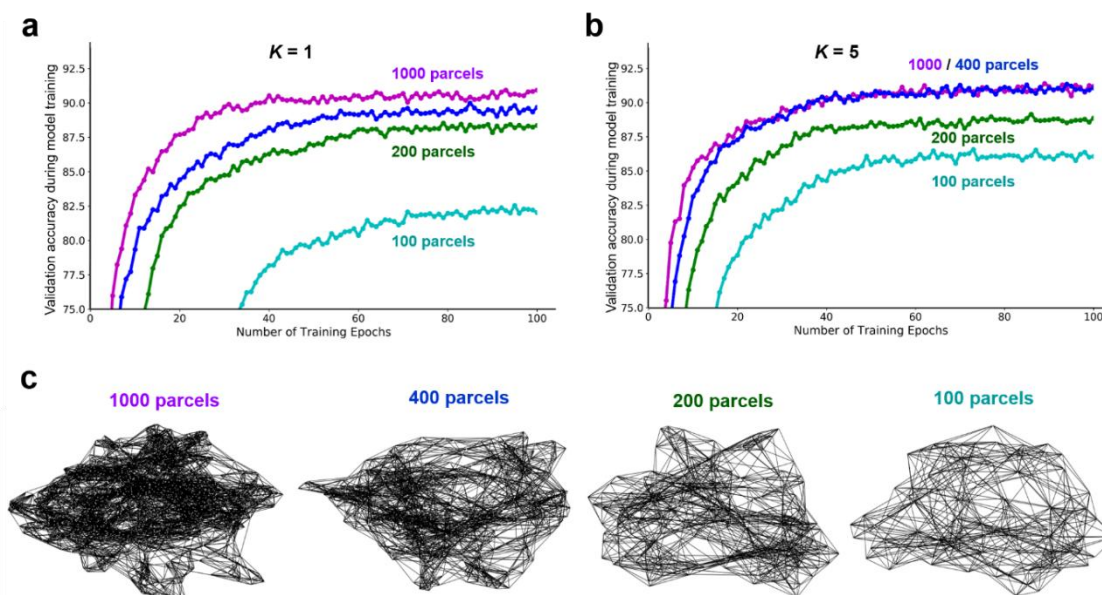 a
K = 1
Validation accuracy during model training
92.5
90.0
87.5
85.0
82.5
80.0
77.5
75.0
1000 parcels
200 parcels
100 parcels
0
20
40
60
80
100
Number of Training Epochs
b
K = 5
Validation accuracy during model training
92.5
90.0
87.5
85.0
82.5
80.0
77.5
75.0
1000 / 400 parcels
200 parcels
100 parcels
0
20
40
60
80
100
Number of Training Epochs
c
1000 parcels
400 parcels
200 parcels
100 parcels